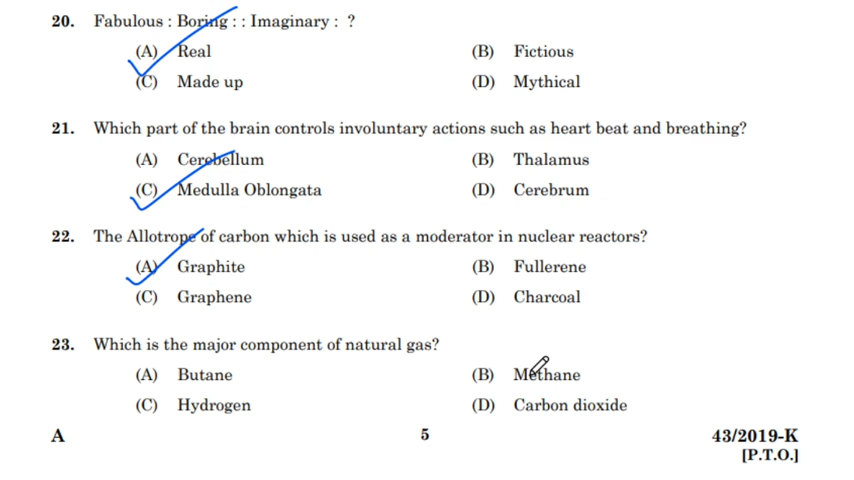 20. Fabulous : Boring : : Imaginary : ?
(A) Real (B) Fictious
(C) Made up (D) Mythical
21. Which part of the brain controls involuntary actions such as heart beat and breathing?
(A) Cerebellum (B) Thalamus
(C) Medulla Oblongata (D) Cerebrum
22. The Allotrope of carbon which is used as a moderator in nuclear reactors?
(A) Graphite (B) Fullerene
(C) Graphene (D) Charcoal
23. Which is the major component of natural gas?
(A) Butane (B) Methane
(C) Hydrogen (D) Carbon dioxide
A 5 43/2019-K
[P.T.O.]